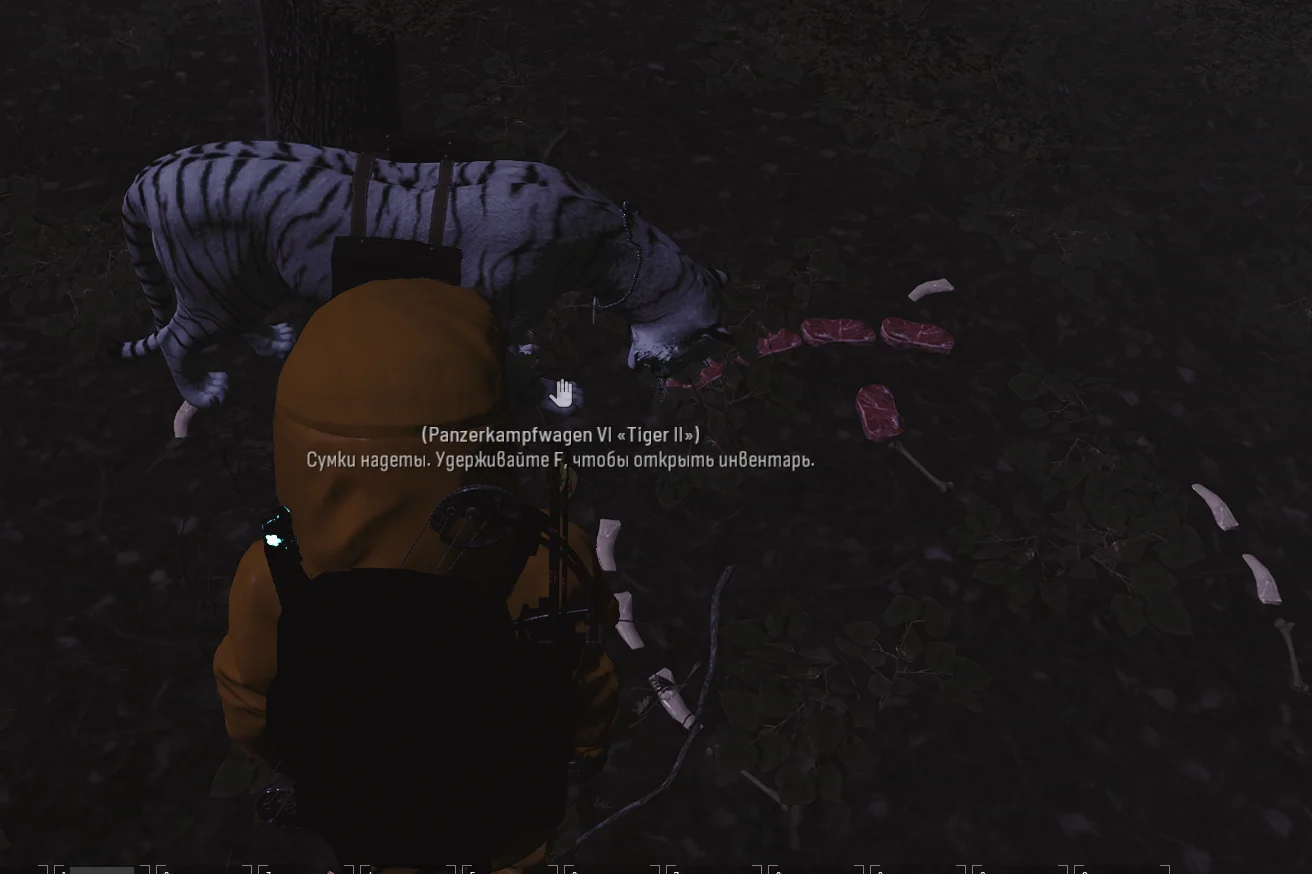 (Panzerkampfwagen VI «Tiger II»)
Сумки надеты. Удерживайте F, чтобы открыть инвентарь.